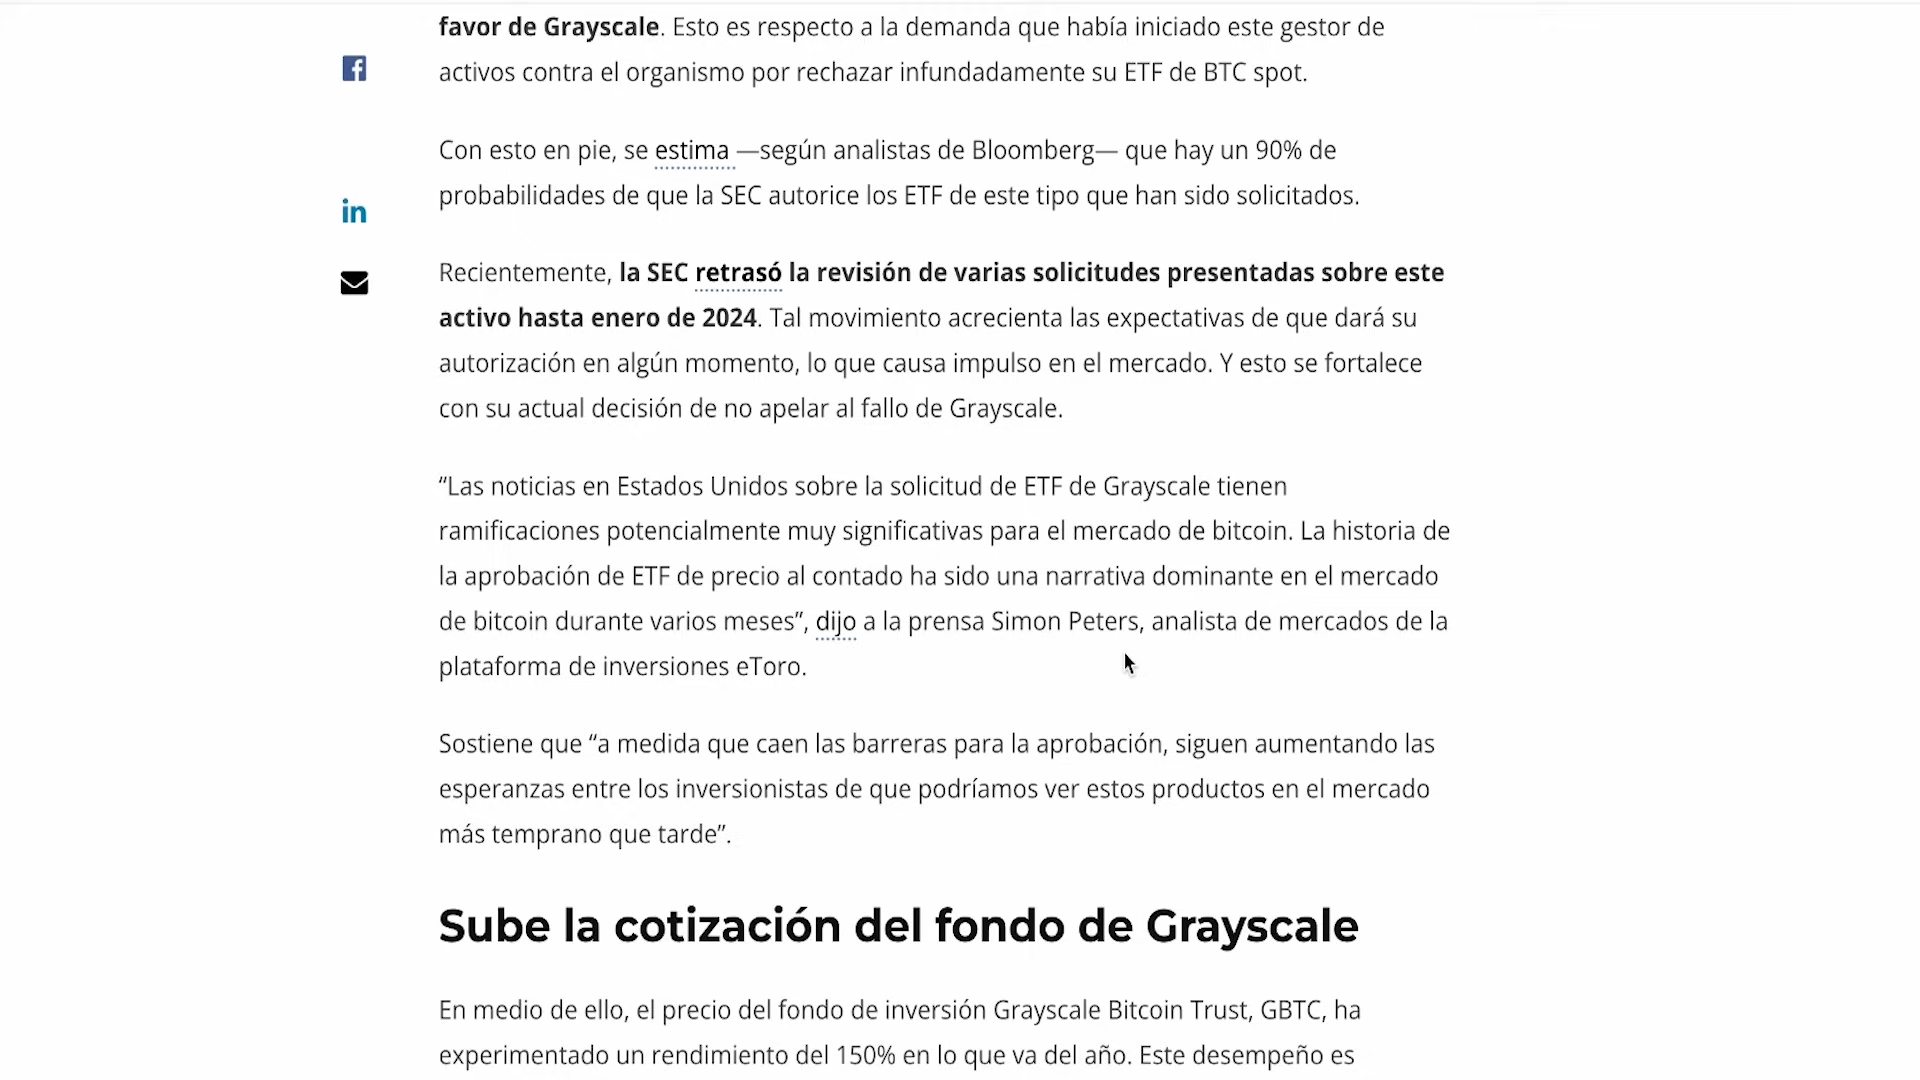 favor de Grayscale. Esto es respecto a la demanda que había iniciado este gestor de
activos contra el organismo por rechazar infundadamente su ETF de BTC spot.
Con esto en pie, se estima —según analistas de Bloomberg— que hay un 90% de
probabilidades de que la SEC autorice los ETF de este tipo que han sido solicitados.
Recientemente, la SEC retrasó la revisión de varias solicitudes presentadas sobre este
activo hasta enero de 2024. Tal movimiento acrecienta las expectativas de que dará su
autorización en algún momento, lo que causa impulso en el mercado. Y esto se fortalece
con su actual decisión de no apelar al fallo de Grayscale.
“Las noticias en Estados Unidos sobre la solicitud de ETF de Grayscale tienen
ramificaciones potencialmente muy significativas para el mercado de bitcoin. La historia de
la aprobación de ETF de precio al contado ha sido una narrativa dominante en el mercado
de bitcoin durante varios meses”, dijo a la prensa Simon Peters, analista de mercados de la
plataforma de inversiones eToro.
Sostiene que “a medida que caen las barreras para la aprobación, siguen aumentando las
esperanzas entre los inversionistas de que podríamos ver estos productos en el mercado
más temprano que tarde”.
Sube la cotización del fondo de Grayscale
En medio de ello, el precio del fondo de inversión Grayscale Bitcoin Trust, GBTC, ha
experimentado un rendimiento del 150% en lo que va del año. Este desempeño es